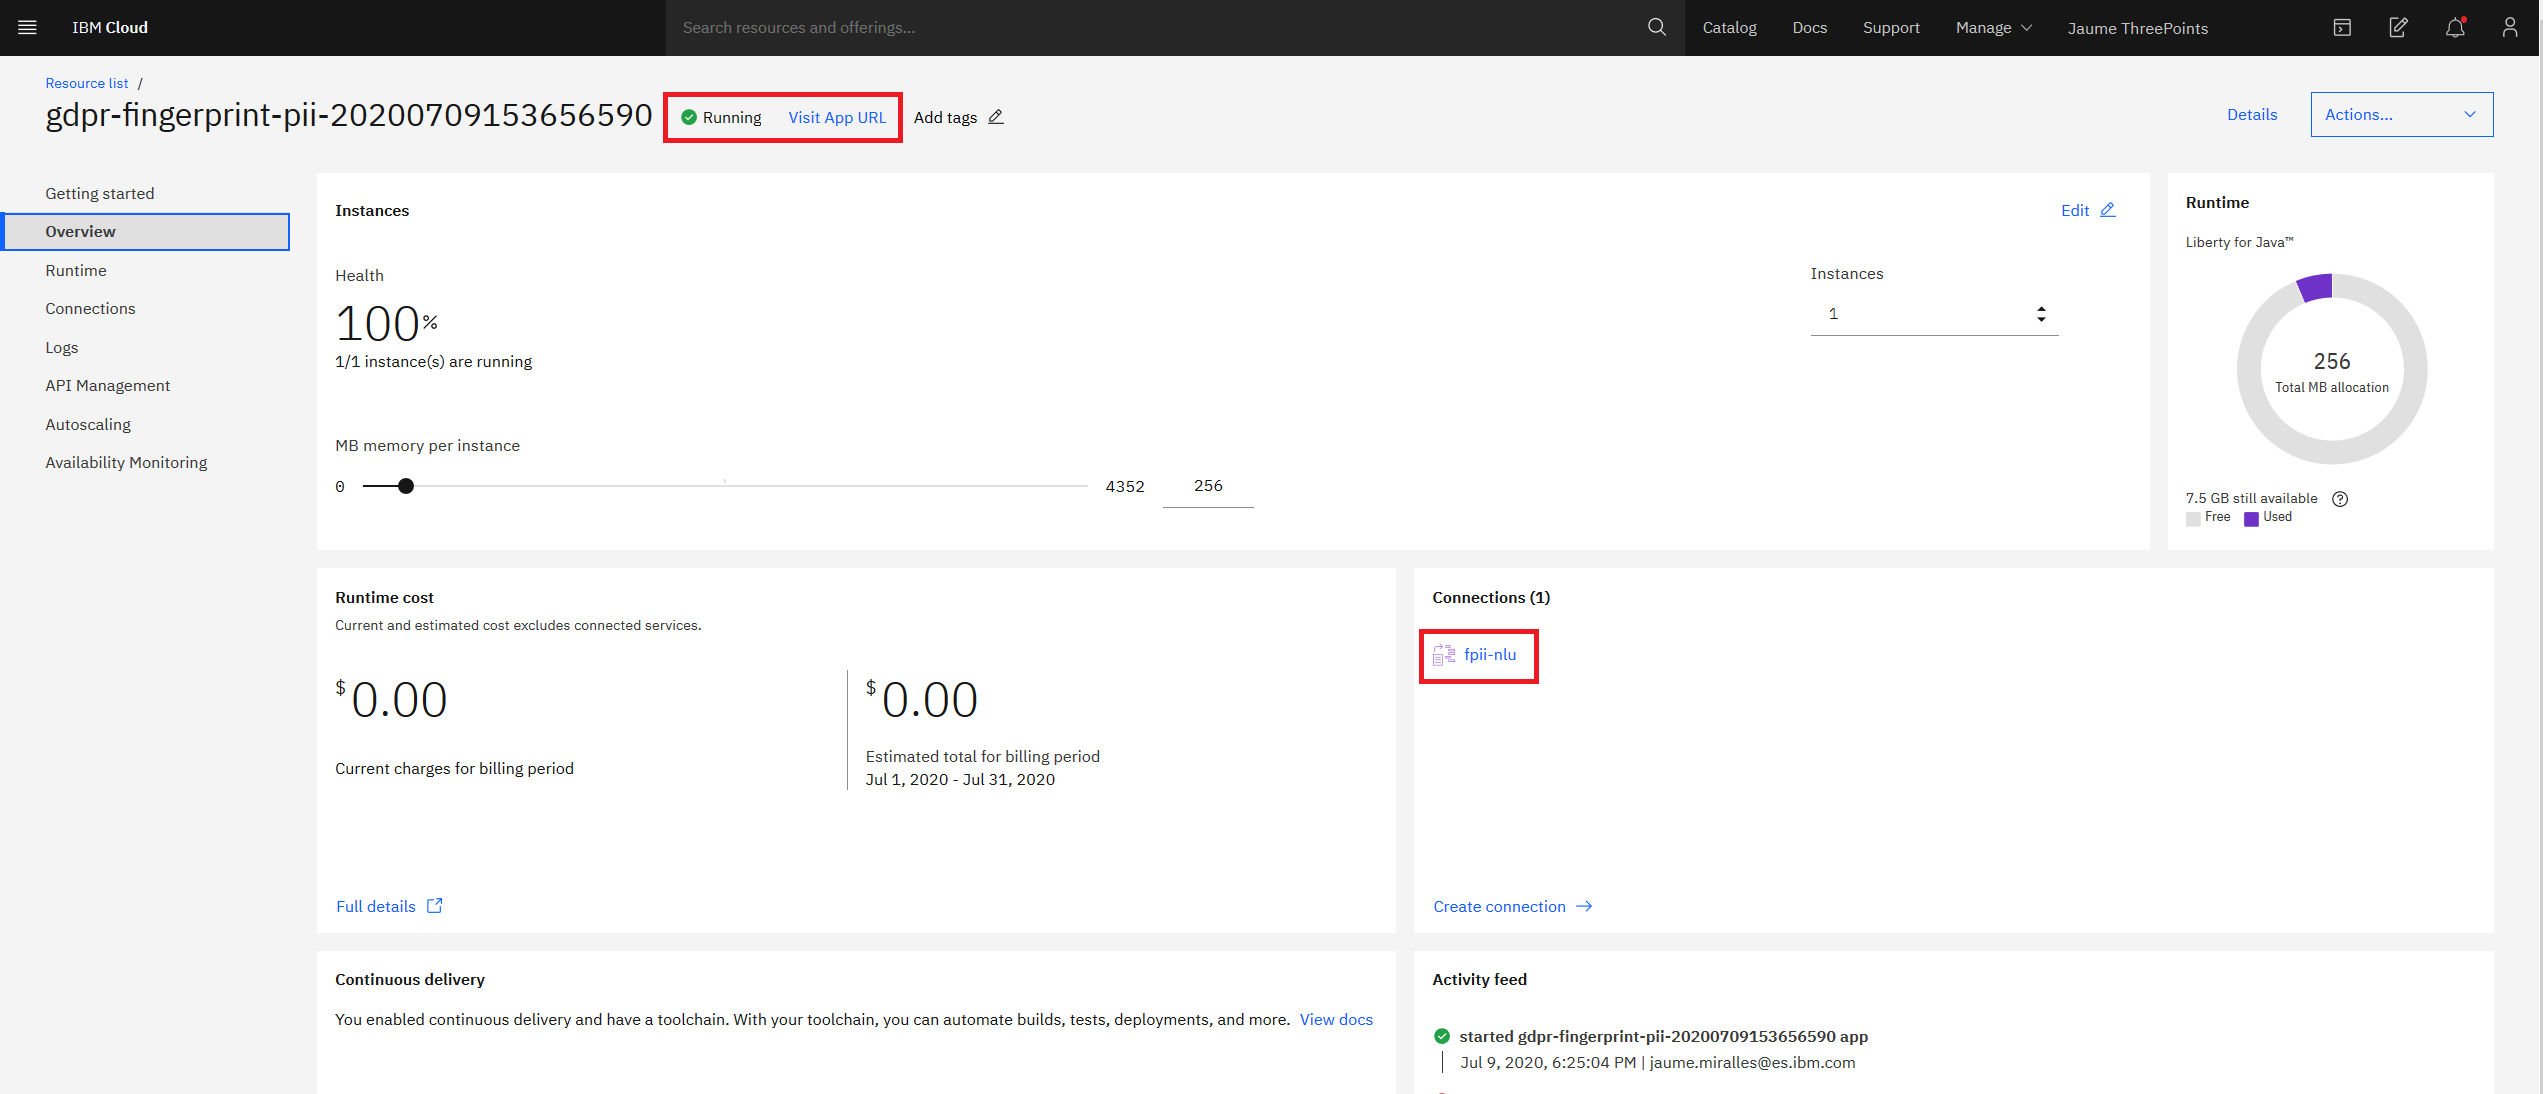 IBM Cloud
Search resources and offerings...
Catalog
Docs
Support
Manage
Jaume ThreePoints
Resource list /
gdpr-fingerprint-pii-20200709153656590
Running
Visit App URL
Add tags
Details
Actions...
Getting started
Overview
Runtime
Connections
Logs
API Management
Autoscaling
Availability Monitoring
Instances
Edit
Health
100%
1/1 instance(s) are running
Instances
1
MB memory per instance
0
4352
256
Runtime
Liberty for Java™
256
Total MB allocation
7.5 GB still available
Free
Used
Runtime cost
Current and estimated cost excludes connected services.
$0.00
Current charges for billing period
$0.00
Estimated total for billing period
Jul 1, 2020 - Jul 31, 2020
Full details
Connections (1)
fpii-nlu
Create connection
Continuous delivery
You enabled continuous delivery and have a toolchain. With your toolchain, you can automate builds, tests, deployments, and more. View docs
Activity feed
started gdpr-fingerprint-pii-20200709153656590 app
Jul 9, 2020, 6:25:04 PM | jaume.miralles@es.ibm.com